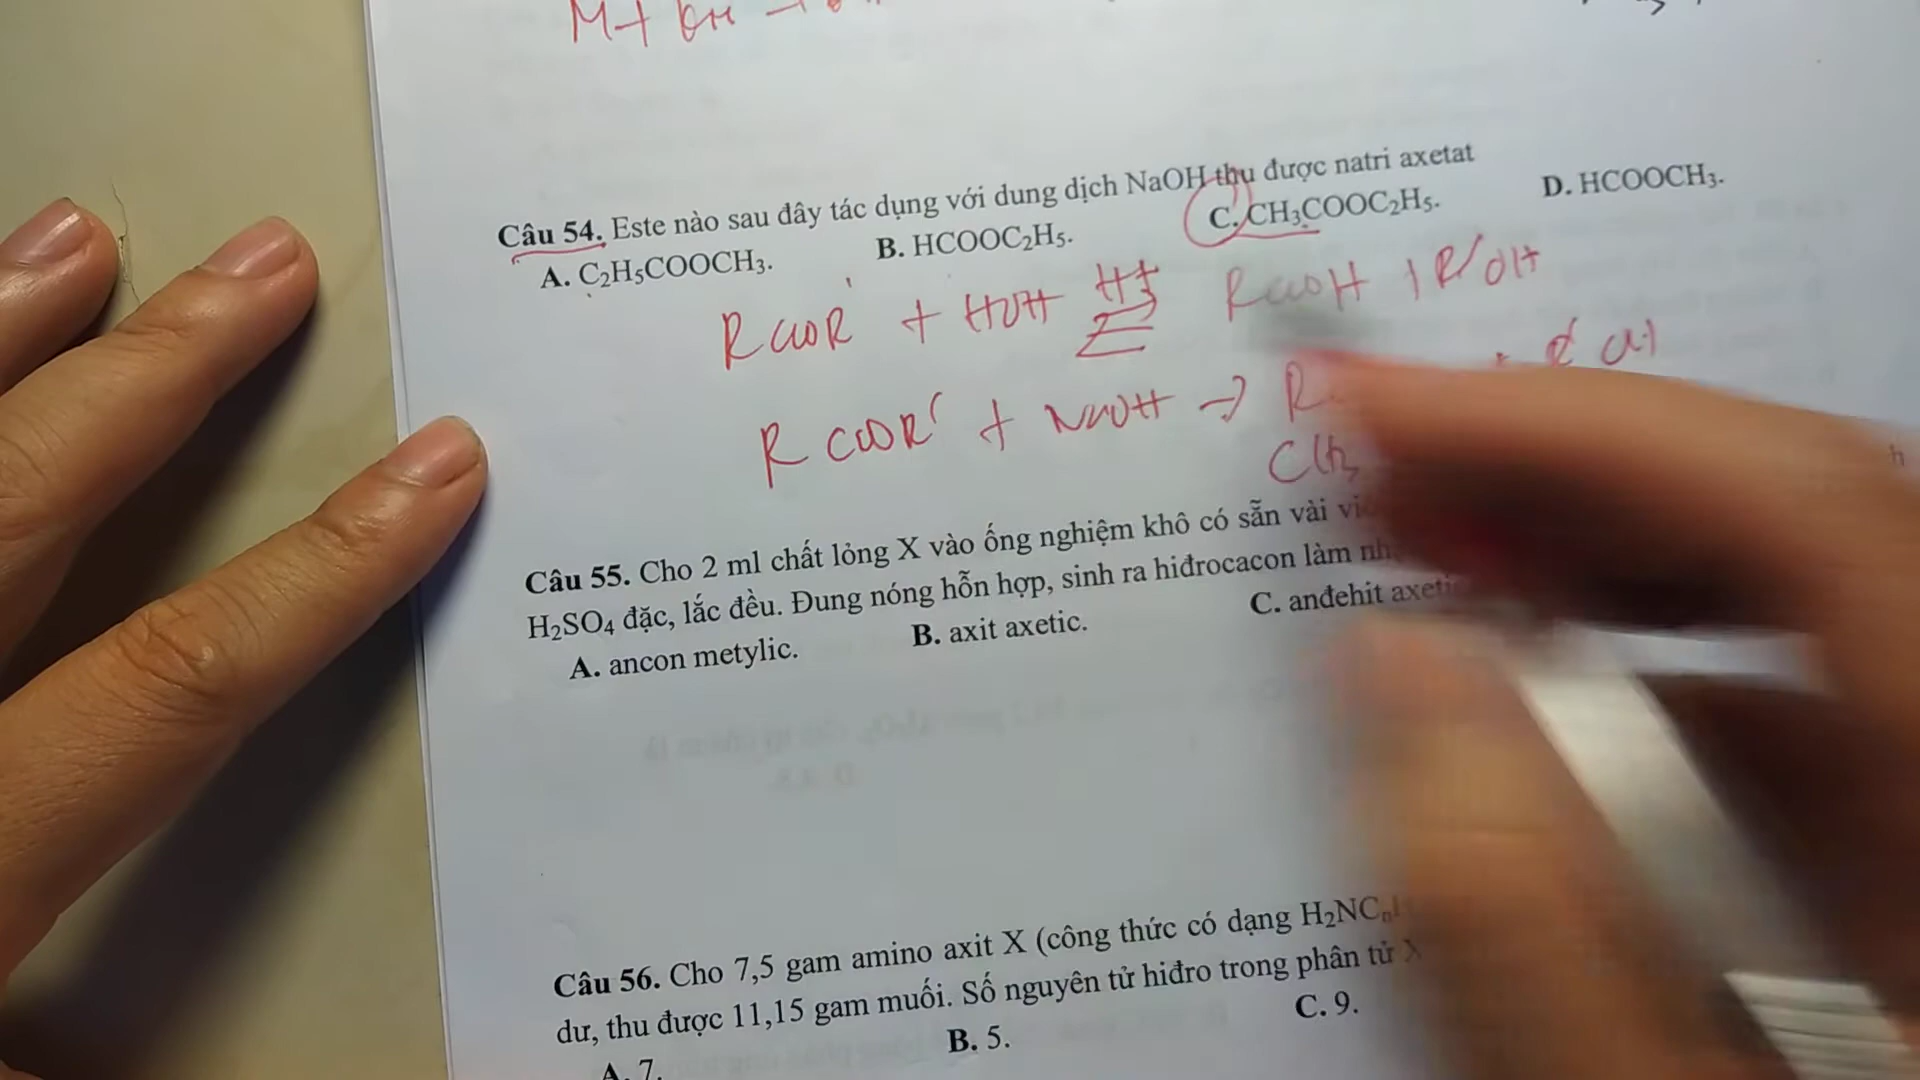 M + OH →
Câu 54. Este nào sau đây tác dụng với dung dịch NaOH thu được natri axetat
A. C₂H₅COOCH₃. B. HCOOC₂H₅. C. CH₃COOC₂H₅. D. HCOOCH₃.
RCOOR' + HOH H⁺ ⇌ RCOOH + R'OH
RCOOR' + NaOH → R
CH₃
Câu 55. Cho 2 ml chất lỏng X vào ống nghiệm khô có sẵn vài
H₂SO₄ đặc, lắc đều. Đung nóng hỗn hợp, sinh ra hiđrocacon làm
A. ancon metylic. B. axit axetic. C. anđehit axetic
Câu 56. Cho 7,5 gam amino axit X (công thức có dạng H₂NCₙ
dư, thu được 11,15 gam muối. Số nguyên tử hiđro trong phân tử X
A. 7. B. 5. C. 9.